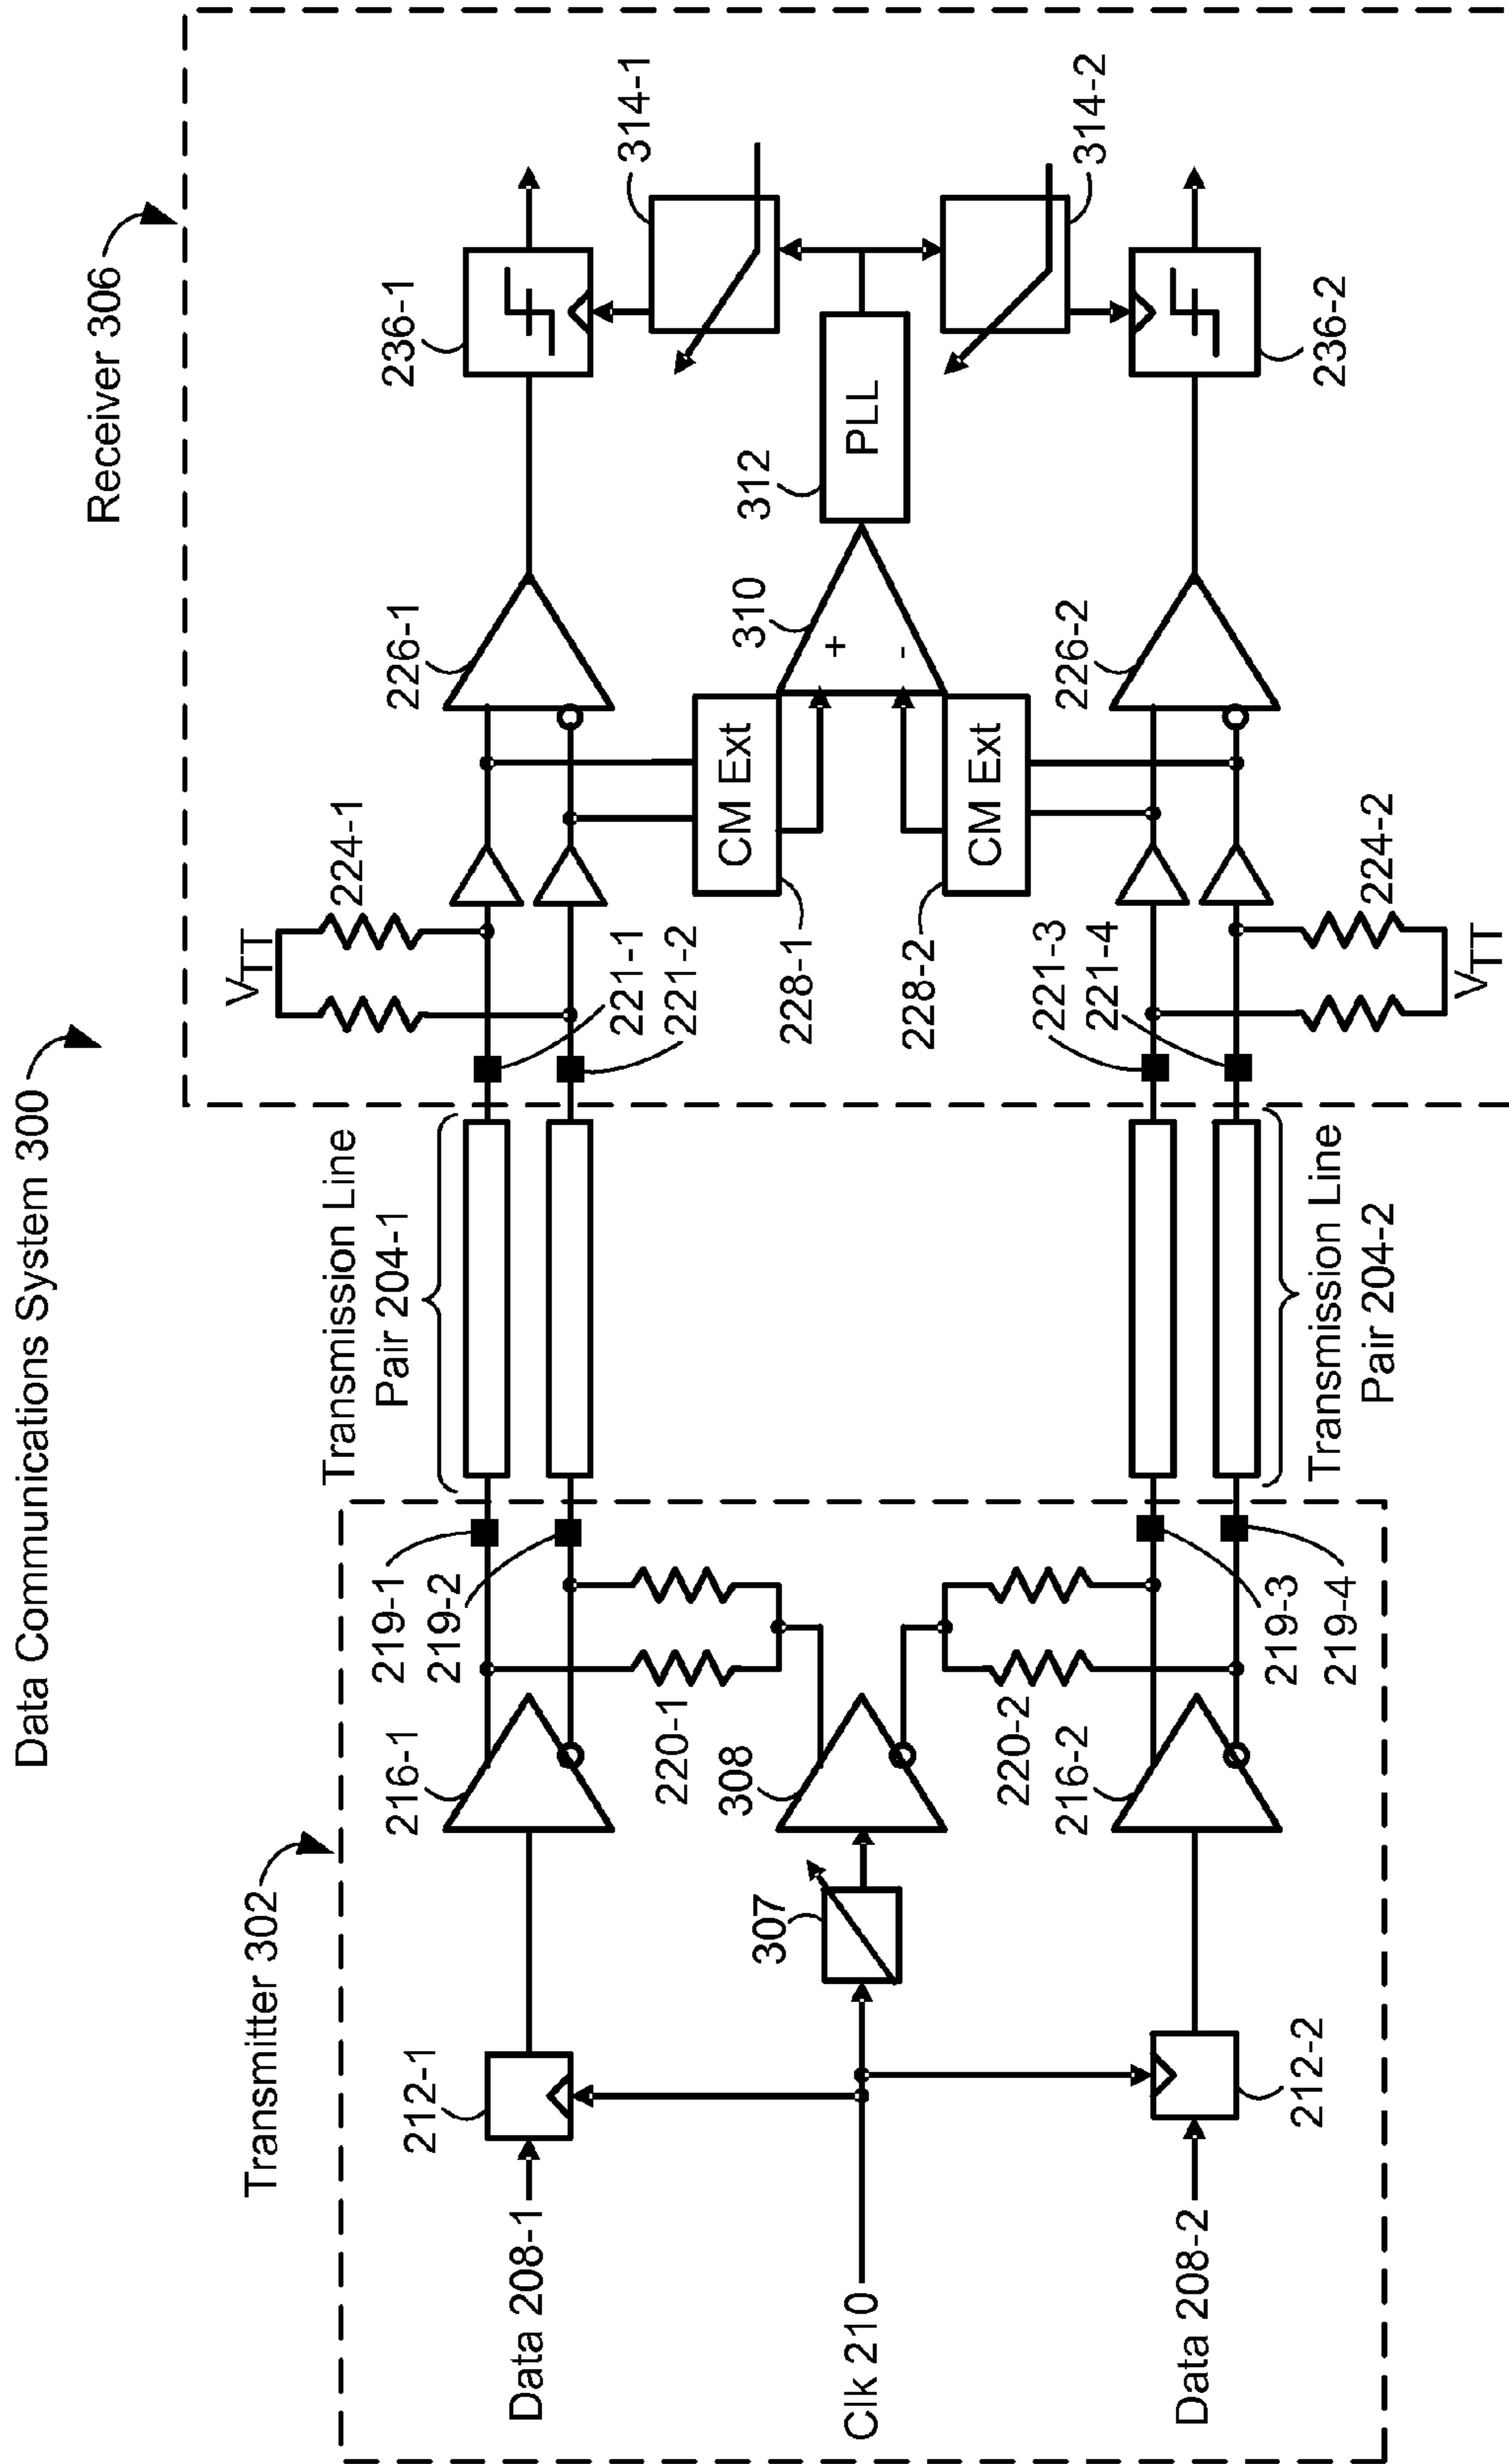 Data Communications System 300
Transmitter 302
Receiver 306
Transmission Line
Pair 204-1
Transmission Line
Pair 204-2
Data 208-1
Clk 210
Data 208-2
212-1
212-2
307
216-1
220-1
308
220-2
216-2
219-1
219-2
219-3
219-4
VTT
224-1
221-1
221-2
228-1
228-2
221-3
221-4
224-2
VTT
CM Ext
CM Ext
226-1
310
+
-
226-2
312
PLL
236-1
314-1
314-2
236-2